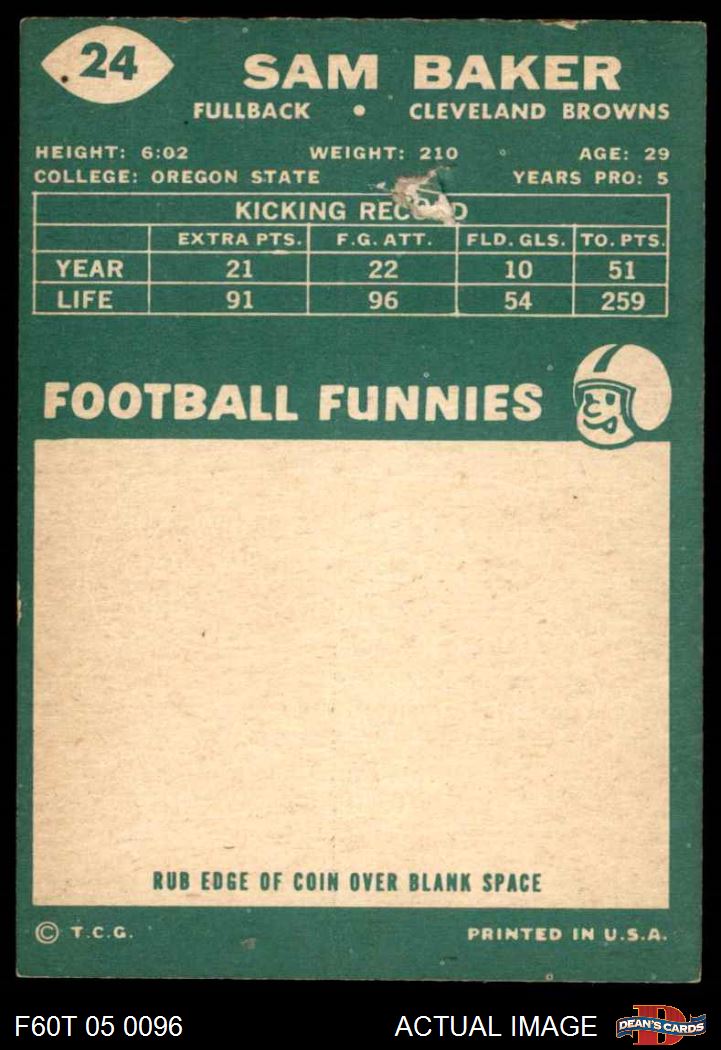 24
SAM BAKER
FULLBACK • CLEVELAND BROWNS
HEIGHT: 6:02 WEIGHT: 210 AGE: 29
COLLEGE: OREGON STATE YEARS PRO: 5
KICKING RECORD
EXTRA PTS. F.G. ATT. FLD. GLS. TO. PTS.
YEAR 21 22 10 51
LIFE 91 96 54 259
FOOTBALL FUNNIES
RUB EDGE OF COIN OVER BLANK SPACE
© T.C.G. PRINTED IN U.S.A.
F60T 05 0096 ACTUAL IMAGE DEAN'S CARDS